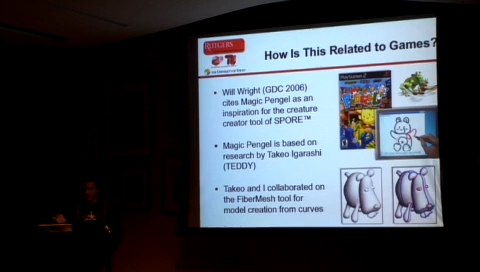 RUTGERS
How Is This Related to Games?
• Will Wright (GDC 2006)
cites Magic Pengel as an
inspiration for the creature
creator tool of SPORE™
• Magic Pengel is based on
research by Takeo Igarashi
(TEDDY)
• Takeo and I collaborated on
the FiberMesh tool for
model creation from curves